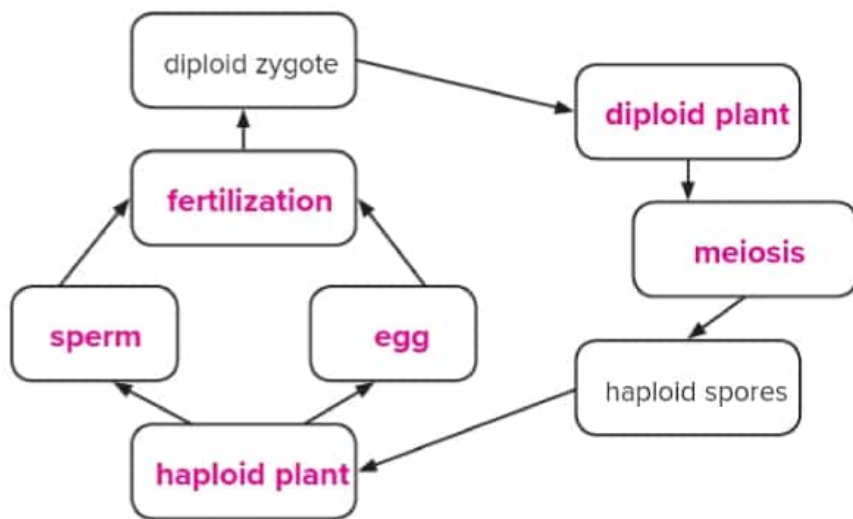 diploid zygote
diploid plant
fertilization
meiosis
sperm
egg
haploid spores
haploid plant